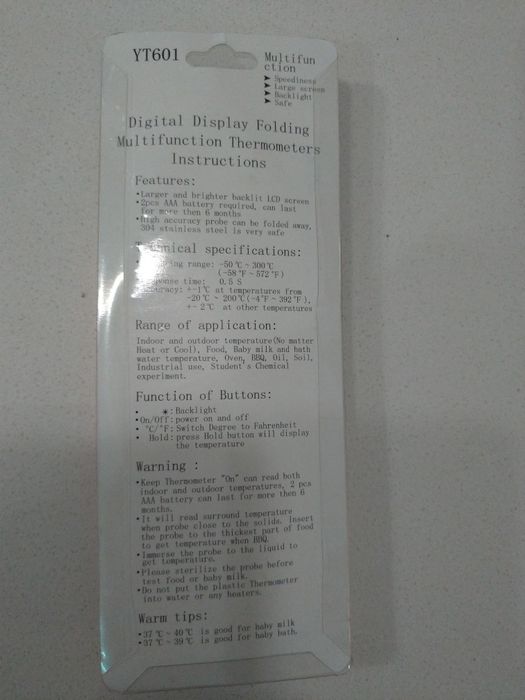 YT601
Multifun
ction
➤ Speediness
➤ Large screen
➤ Backlight
➤ Safe
Digital Display Folding
Multifunction Thermometers
Instructions
Features:
•Larger and brighter backlit LCD screen
•2pcs AAA battery required, can last
for more then 6 months
•High accuracy probe can be folded away,
304 stainless steel is very safe
Technical specifications:
range: -50℃~300℃
(-58℉~572℉)
time: 0.5 S
+-1℃ at temperatures from
-20℃~ 200℃(-4℉~ 392℉),
+- 2℃ at other temperatures
Range of application:
Indoor and outdoor temperature(No matter
Heat or Cool), Food, Baby milk and bath
water temperature, Oven, BBQ, Oil, Soil,
Industrial use, Student's Chemical
experiment.
Function of Buttons:
• ☀:Backlight
•On/Off:power on and off
• ℃/℉:Switch Degree to Fahrenheit
• Hold:press Hold button will display
the temperature
Warning :
•Keep Thermometer "On" can read both
indoor and outdoor temperatures, 2 pcs
AAA battery can last for more then 6
months.
•It will read surround temperature
when probe close to the solids. Insert
the probe to the thickest part of food
to get temperature when BBQ.
•Immerse the probe to the liquid to
get temperature.
•Please sterilize the probe before
test food or baby milk.
•Do not put the plastic Thermometer
into water or any heaters.
Warm tips:
•37℃~ 40℃ is good for baby milk
•37℃~ 39℃ is good for baby bath.